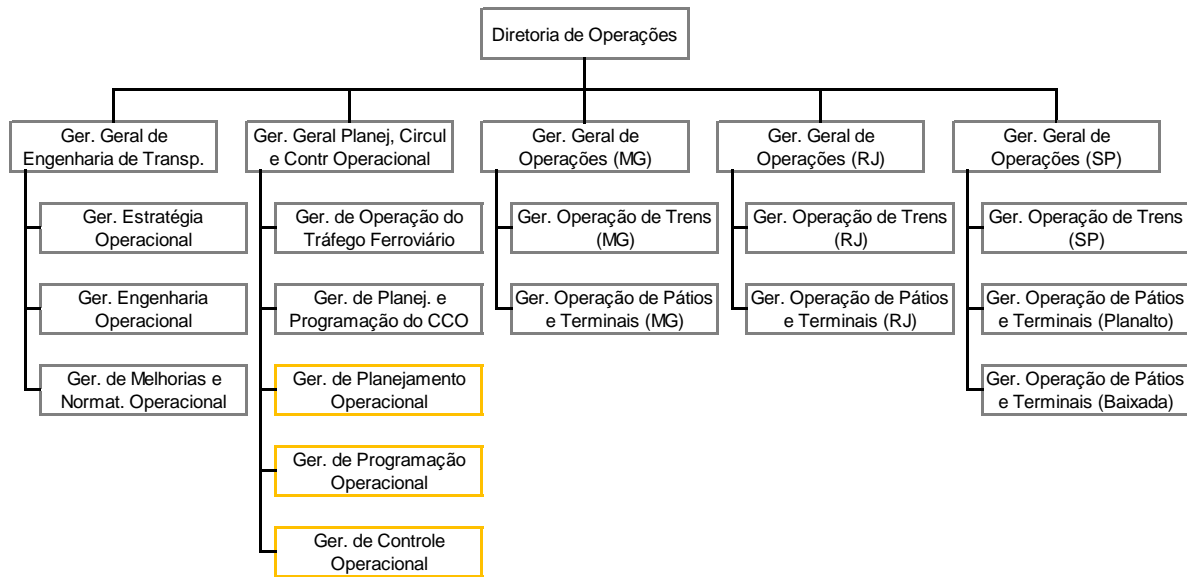 Diretoria de Operações
Ger. Geral de
Engenharia de Transp.
Ger. Geral Planej, Circul
e Contr Operacional
Ger. Geral de
Operações (MG)
Ger. Geral de
Operações (RJ)
Ger. Geral de
Operações (SP)
Ger. Estratégia
Operacional
Ger. de Operação do
Tráfego Ferroviário
Ger. Operação de Trens
(MG)
Ger. Operação de Trens
(RJ)
Ger. Operação de Trens
(SP)
Ger. Engenharia
Operacional
Ger. de Planej. e
Programação do CCO
Ger. Operação de Pátios
e Terminais (MG)
Ger. Operação de Pátios
e Terminais (RJ)
Ger. Operação de Pátios
e Terminais (Planalto)
Ger. de Melhorias e
Normat. Operacional
Ger. de Planejamento
Operacional
Ger. Operação de Pátios
e Terminais (Baixada)
Ger. de Programação
Operacional
Ger. de Controle
Operacional